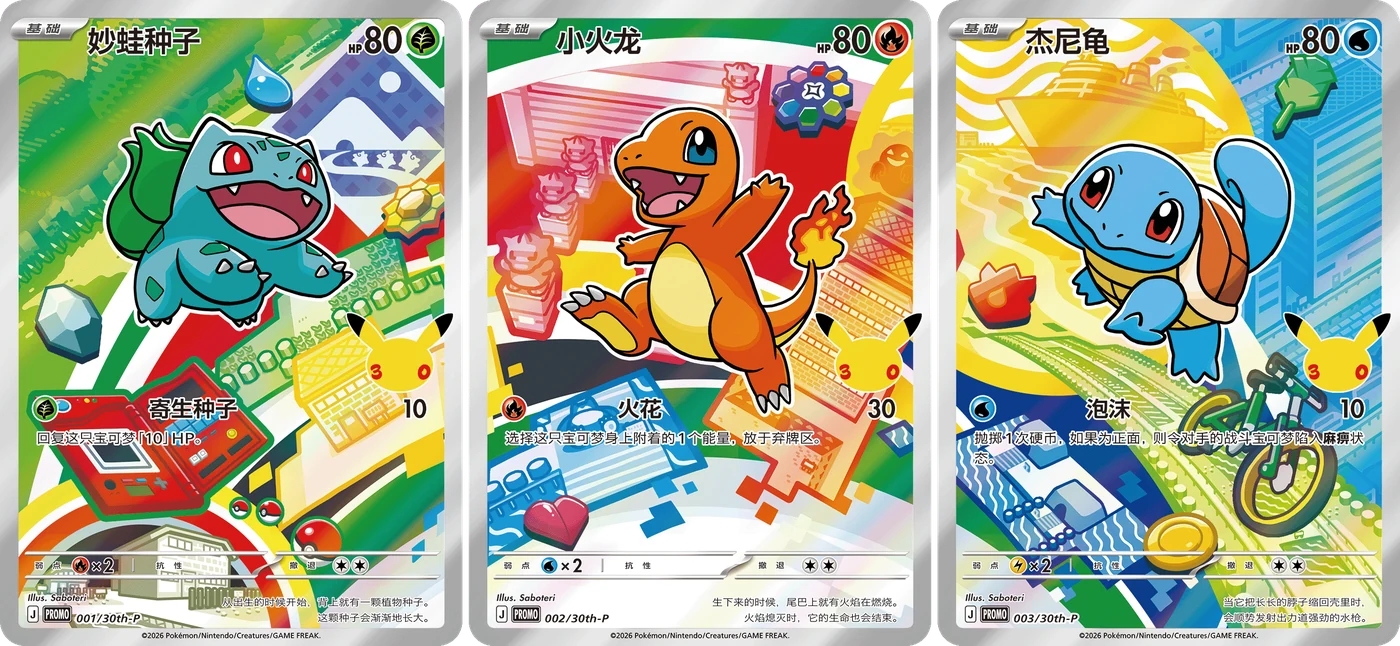 基础 妙蛙种子 HP80
30
寄生种子 10
回复这只宝可梦「10」HP。
弱点 ×2 抗性 撤退
Illus. Saboteri
从出生的时候开始，背上就有一颗植物种子。
这颗种子会渐渐地长大。
J PROMO 001/30th-P
©2026 Pokémon/Nintendo/Creatures/GAME FREAK.
基础 小火龙 HP80
30
火花 30
选择这只宝可梦身上附着的1个能量，放于弃牌区。
弱点 ×2 抗性 撤退
Illus. Saboteri
生下来的时候，尾巴上就有火焰在燃烧。
火焰熄灭时，它的生命也会结束。
J PROMO 002/30th-P
©2026 Pokémon/Nintendo/Creatures/GAME FREAK.
基础 杰尼龟 HP80
30
泡沫 10
抛掷1次硬币，如果为正面，则令对手的战斗宝可梦陷入麻痹状
态。
弱点 ×2 抗性 撤退
Illus. Saboteri
当它把长长的脖子缩回壳里时，
会顺势发射出力道强劲的水枪。
J PROMO 003/30th-P
©2026 Pokémon/Nintendo/Creatures/GAME FREAK.